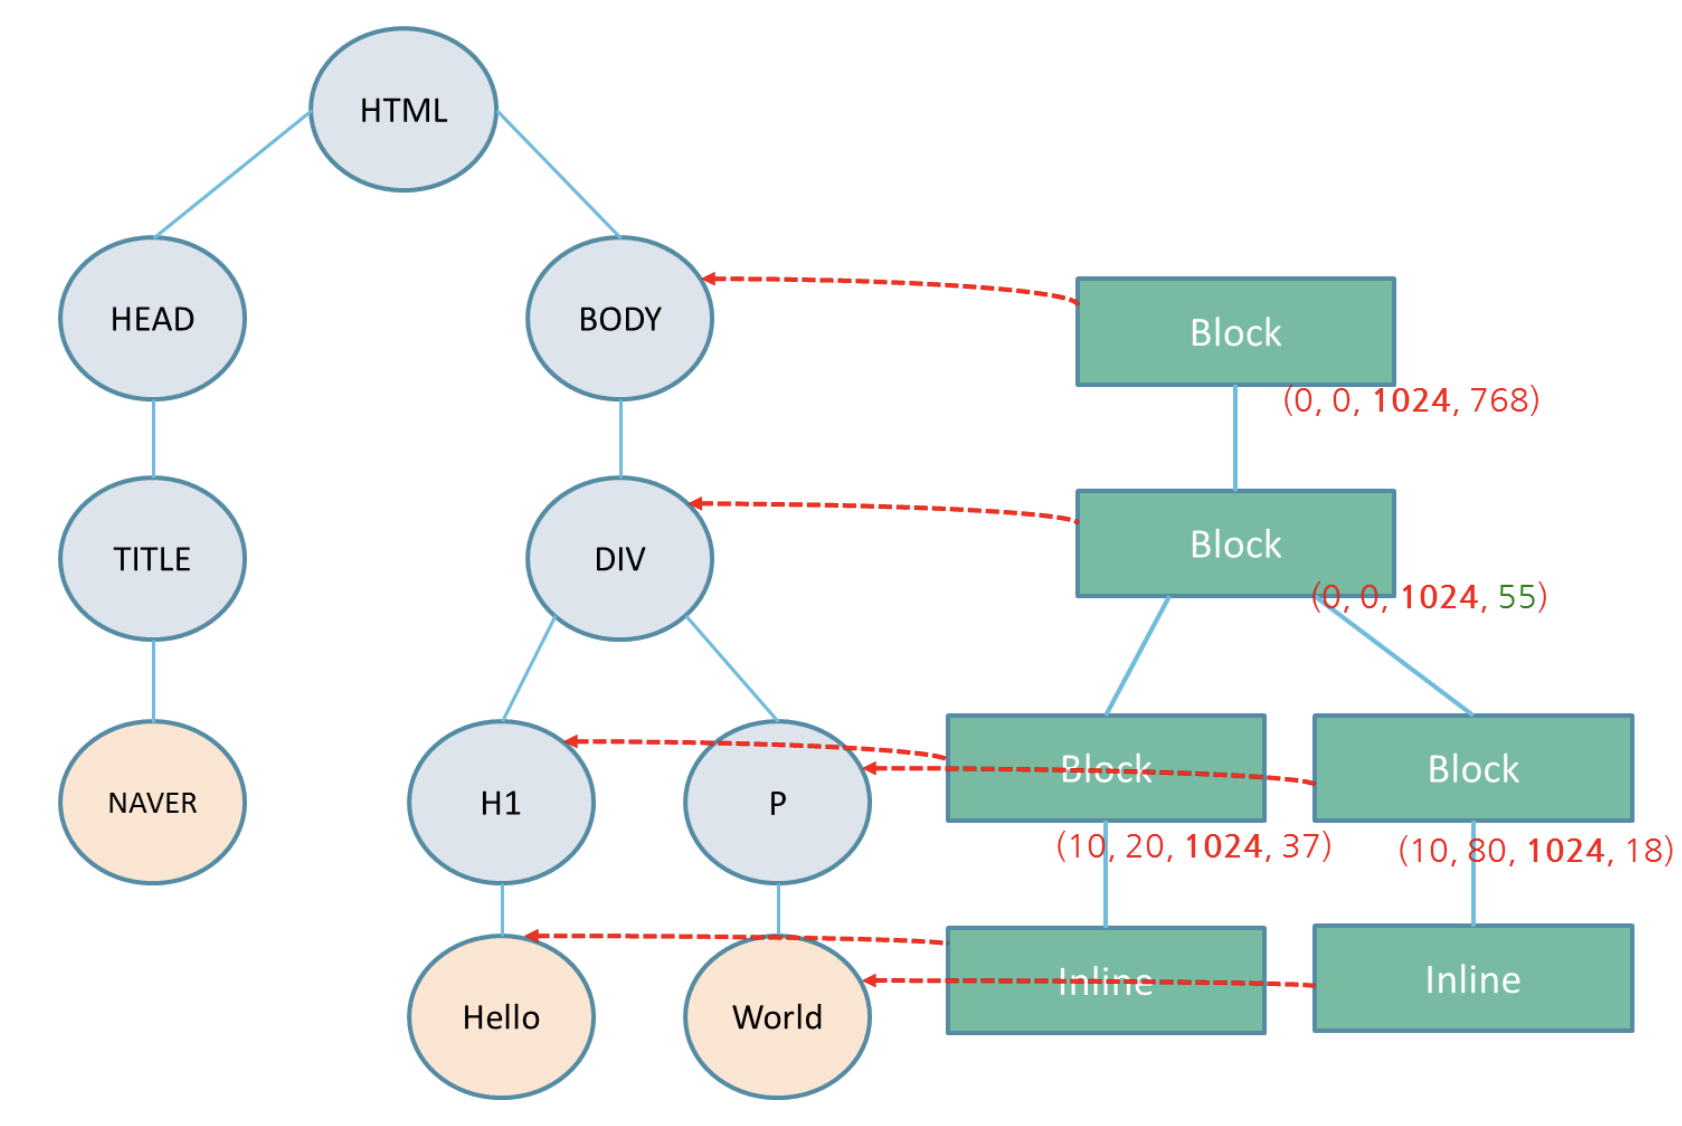 HTML
HEAD
BODY
Block
(0, 0, 1024, 768)
TITLE
DIV
Block
(0, 0, 1024, 55)
NAVER
H1
P
Block
Block
(10, 20, 1024, 37)
(10, 80, 1024, 18)
Hello
World
Inline
Inline